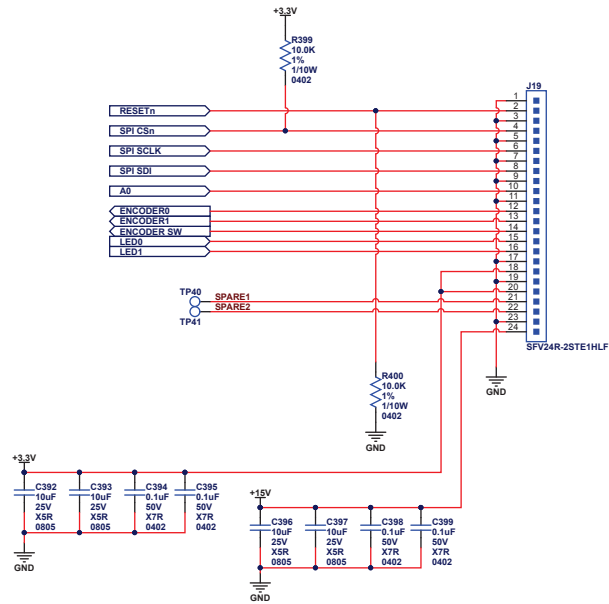 +3.3V
R399
10.0K
1%
1/10W
0402
J19
1
RESETn
2
3
SPI CSn
4
5
SPI SCLK
6
7
SPI SDI
8
9
A0
10
11
ENCODER0
12
ENCODER1
13
ENCODER SW
14
LED0
15
LED1
16
17
18
19
20
TP40
SPARE1
21
SPARE2
22
TP41
23
24
SFV24R-2STE1HLF
R400
10.0K
1%
1/10W
0402
GND
GND
+3.3V
C392
10uF
25V
X5R
0805
C393
10uF
25V
X5R
0805
C394
0.1uF
50V
X7R
0402
C395
0.1uF
50V
X7R
0402
GND
+15V
C396
10uF
25V
X5R
0805
C397
10uF
25V
X5R
0805
C398
0.1uF
50V
X7R
0402
C399
0.1uF
50V
X7R
0402
GND